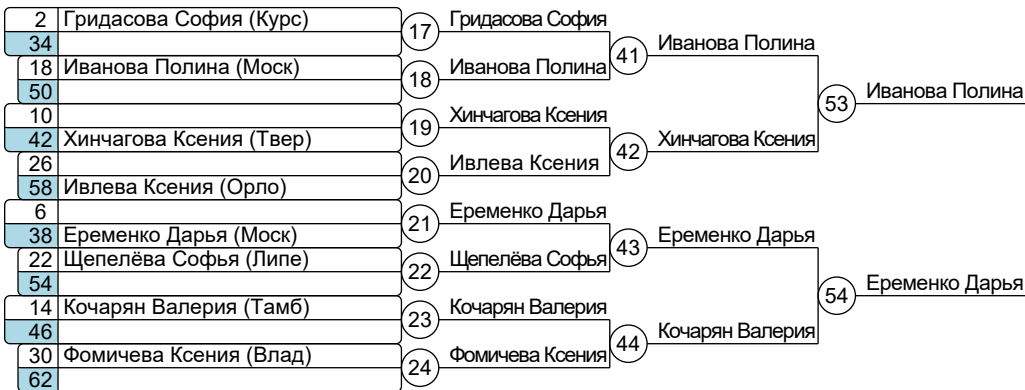 2 Гридасова София (Курс)
34
18 Иванова Полина (Моск)
50
10
42 Хинчагова Ксения (Твер)
26
58 Ивлева Ксения (Орло)
6
38 Еременко Дарья (Моск)
22 Щепелёва Софья (Липе)
54
14 Кочарян Валерия (Тамб)
46
30 Фомичева Ксения (Влад)
62
17 Гридасова София
18 Иванова Полина
19 Хинчагова Ксения
20 Ивлева Ксения
21 Еременко Дарья
22 Щепелёва Софья
23 Кочарян Валерия
24 Фомичева Ксения
41 Иванова Полина
42 Хинчагова Ксения
43 Еременко Дарья
44 Кочарян Валерия
53 Иванова Полина
54 Еременко Дарья